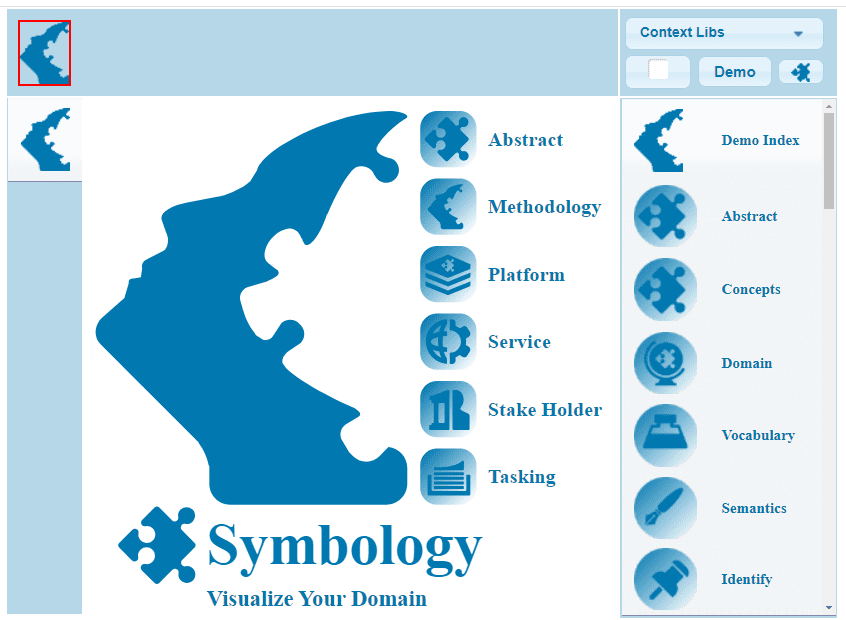 Context Libs
Demo
Abstract
Methodology
Platform
Service
Stake Holder
Tasking
Symbology
Visualize Your Domain
Demo Index
Abstract
Concepts
Domain
Vocabulary
Semantics
Identify